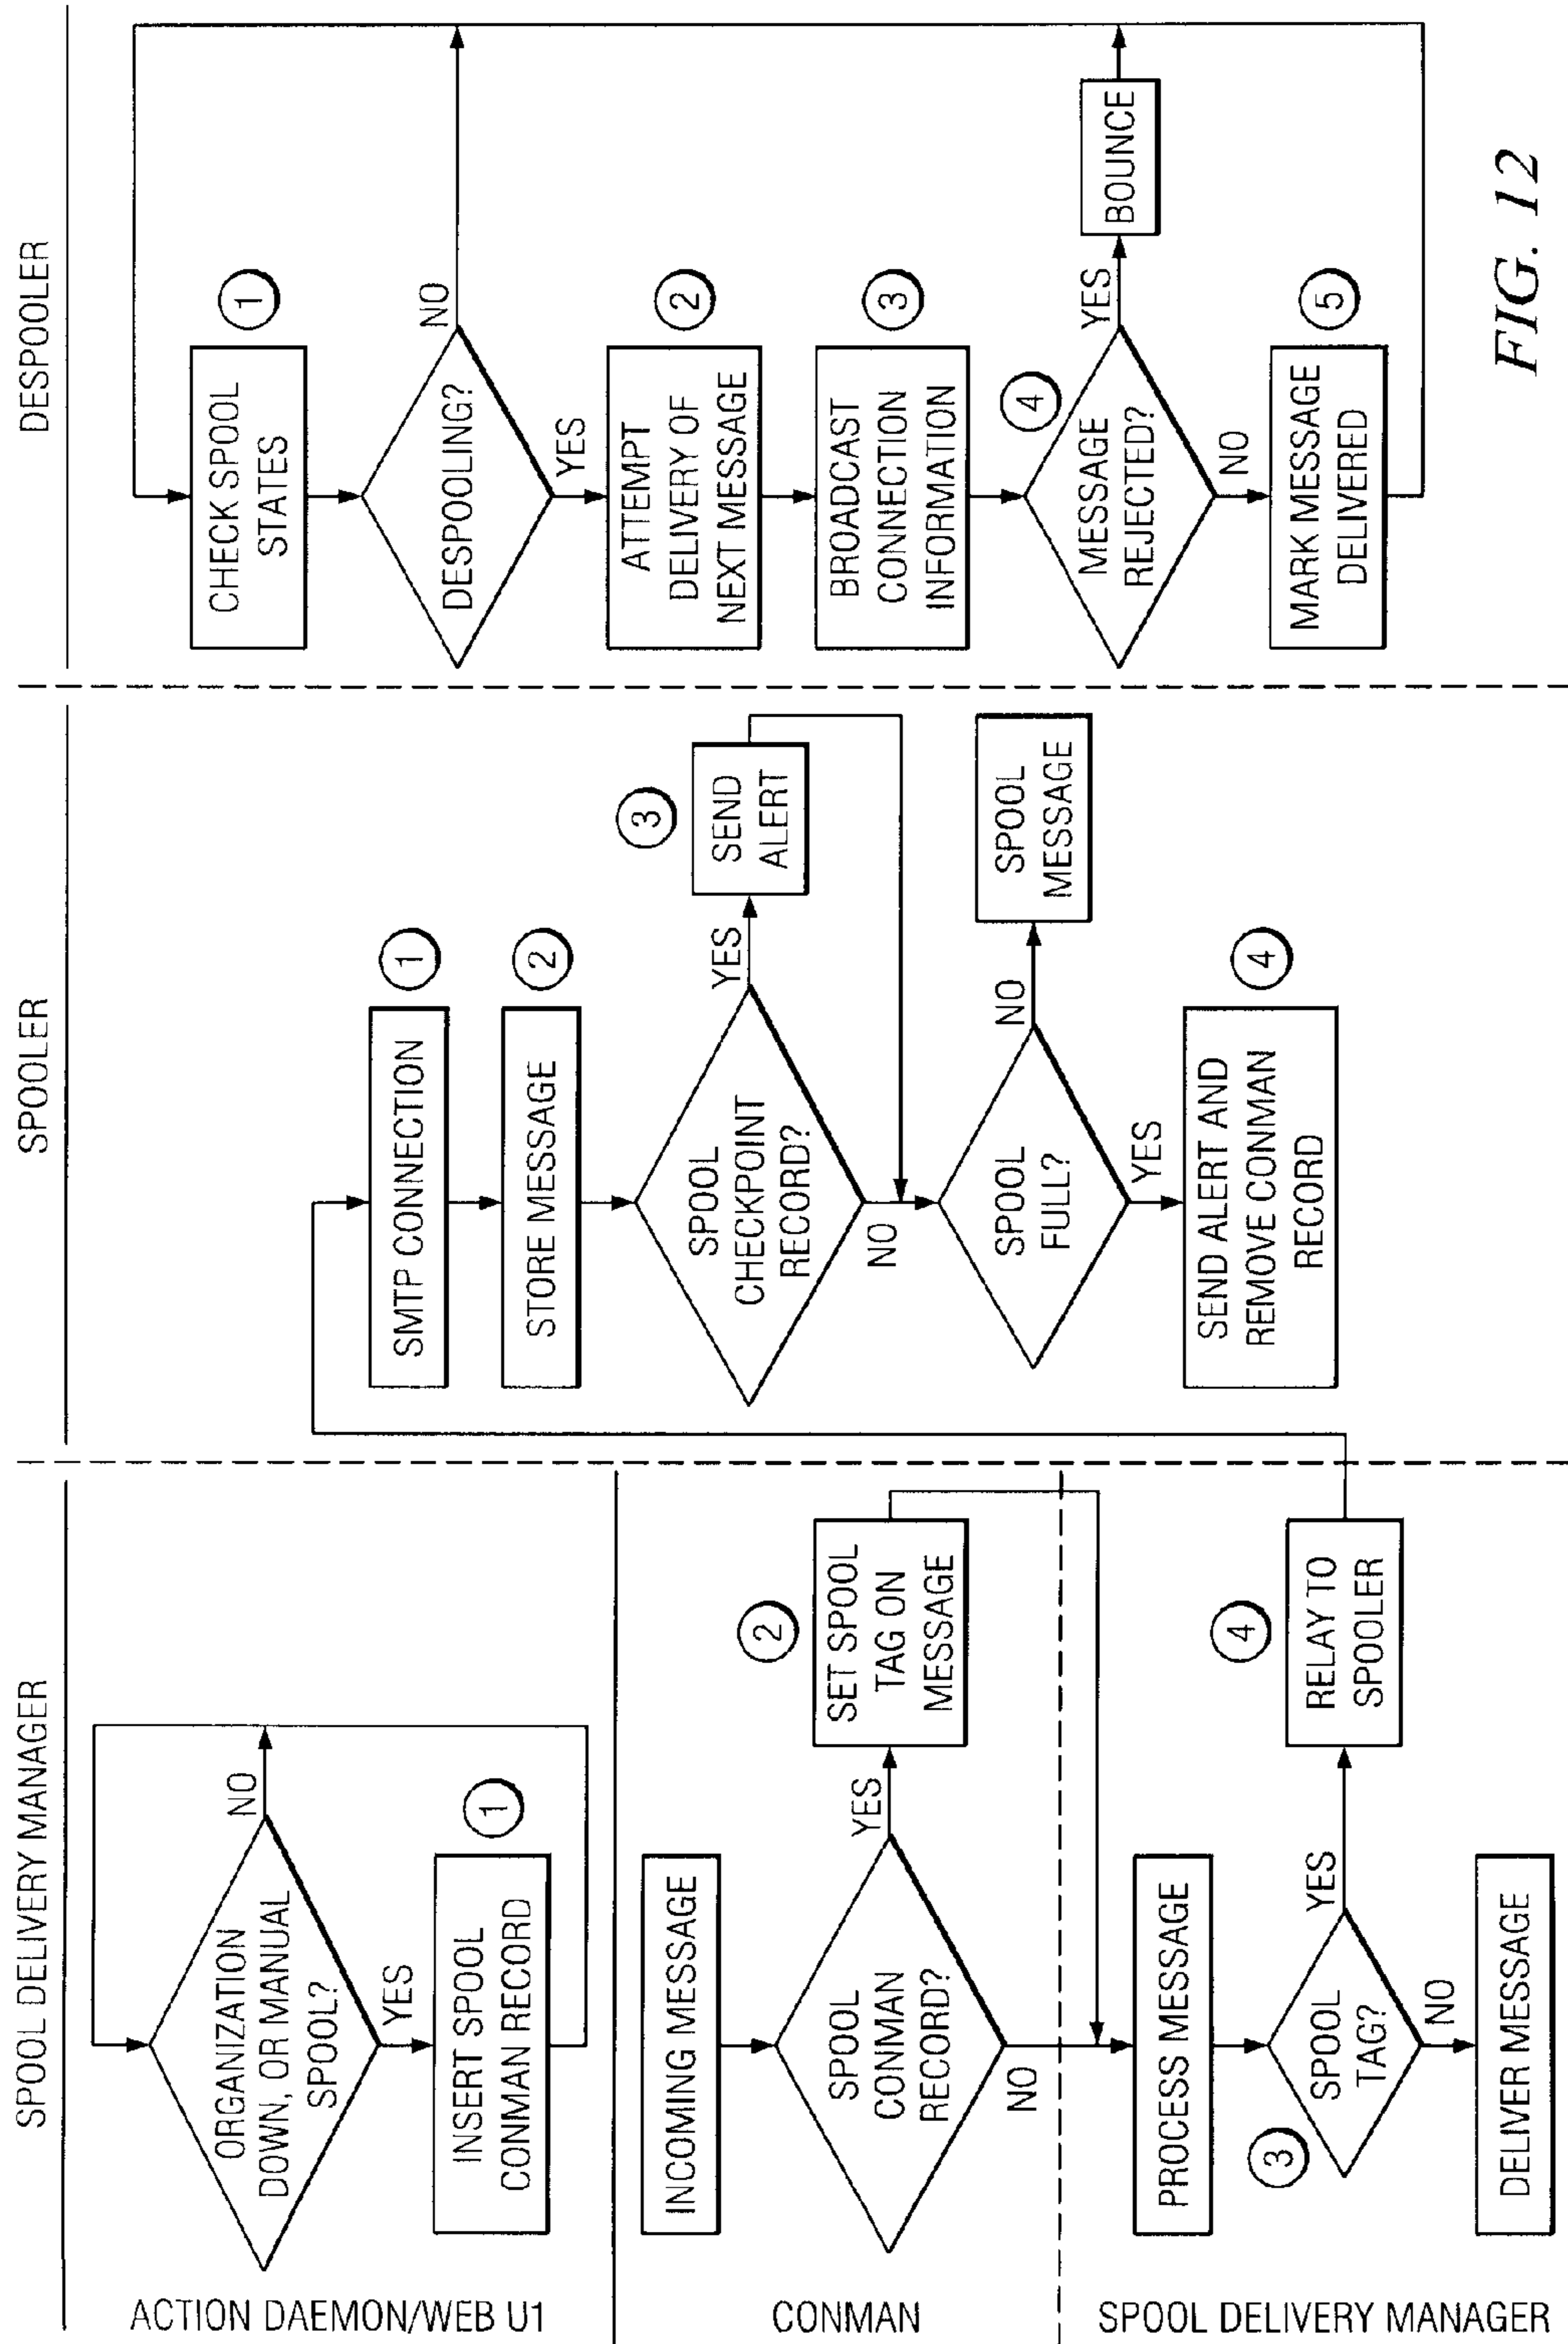 SPOOL DELIVERY MANAGER
ACTION DAEMON/WEB U1
ORGANIZATION
DOWN, OR MANUAL
SPOOL?
NO
YES
INSERT SPOOL
CONMAN RECORD
1
CONMAN
INCOMING MESSAGE
SPOOL
CONMAN
RECORD?
YES
NO
2
SET SPOOL
TAG ON
MESSAGE
SPOOL DELIVERY MANAGER
PROCESS MESSAGE
3
SPOOL
TAG?
YES
NO
4
RELAY TO
SPOOLER
DELIVER MESSAGE
SPOOLER
SMTP CONNECTION
1
STORE MESSAGE
2
SPOOL
CHECKPOINT
RECORD?
YES
NO
3
SEND
ALERT
SPOOL
FULL?
NO
YES
SPOOL
MESSAGE
SEND ALERT AND
REMOVE CONMAN
RECORD
4
DESPOOLER
CHECK SPOOL
STATES
1
DESPOOLING?
NO
YES
ATTEMPT
DELIVERY OF
NEXT MESSAGE
2
BROADCAST
CONNECTION
INFORMATION
3
MESSAGE
REJECTED?
4
YES
NO
BOUNCE
MARK MESSAGE
DELIVERED
5
FIG. 12